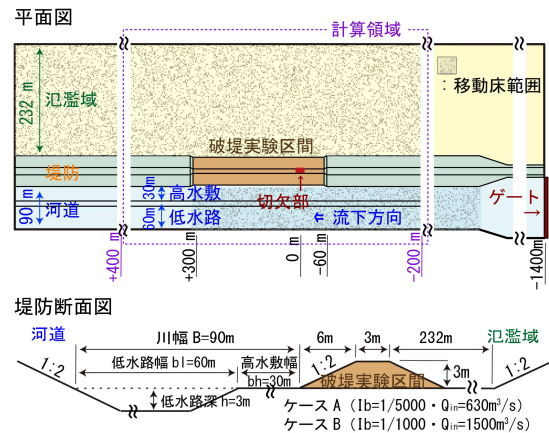 平面図
計算領域
232 m
氾濫域
：移動床範囲
破堤実験区間
堤防
90 m
河道
30m
高水敷
60m
低水路
切欠部
流下方向
ゲート
+400 m
+300 m
0 m
-60 m
-200 m
-1400m
堤防断面図
河道
川幅 B=90m
6m
3m
232m
氾濫域
1:2
低水路幅 bl=60m
高水敷幅
bh=30m
1:2
3m
1:2
破堤実験区間
低水路深 h=3m
ケース A（Ib=1/5000・Qin=630m³/s）
ケース B（Ib=1/1000・Qin=1500m³/s）